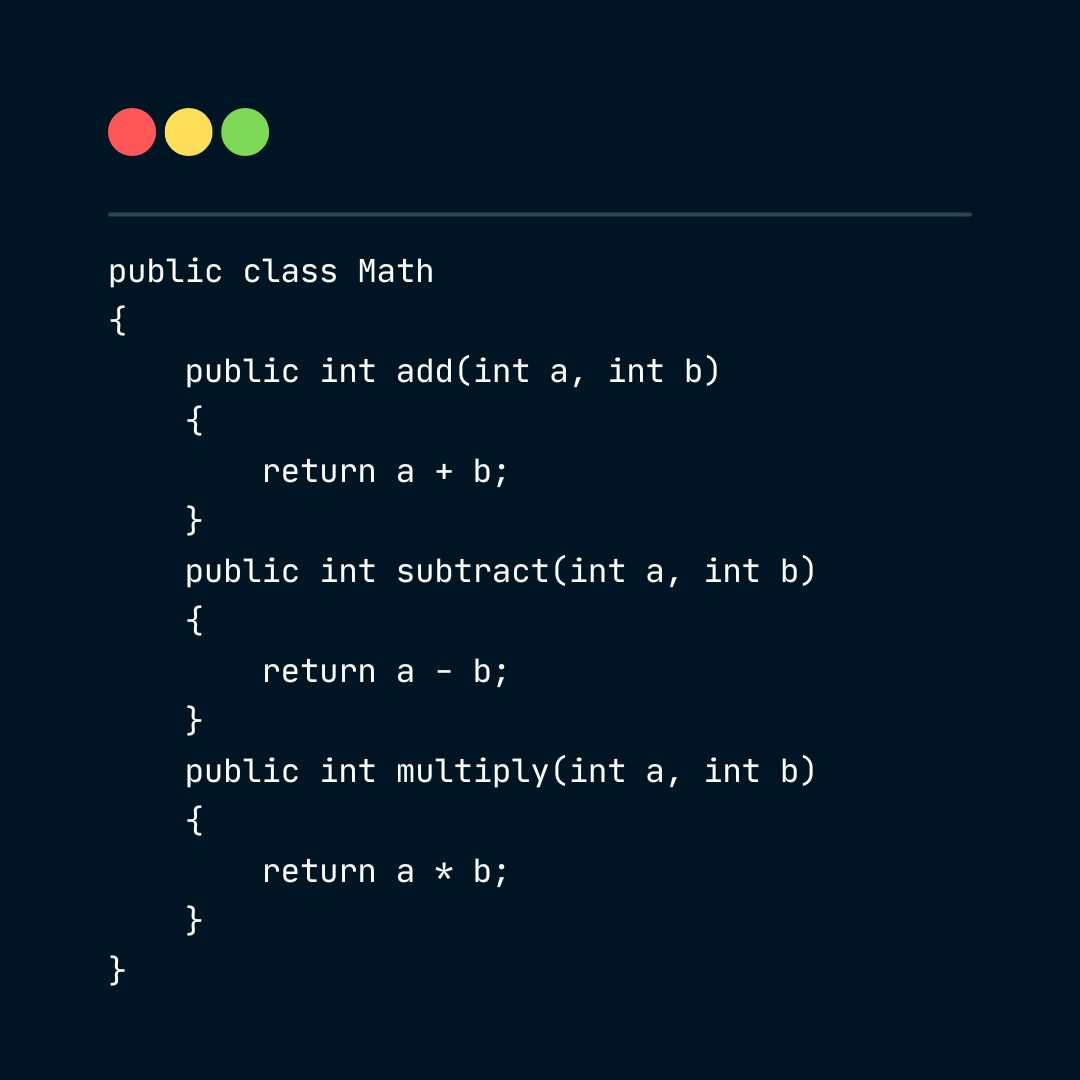 public class Math
{
    public int add(int a, int b)
    {
        return a + b;
    }
    public int subtract(int a, int b)
    {
        return a - b;
    }
    public int multiply(int a, int b)
    {
        return a * b;
    }
}